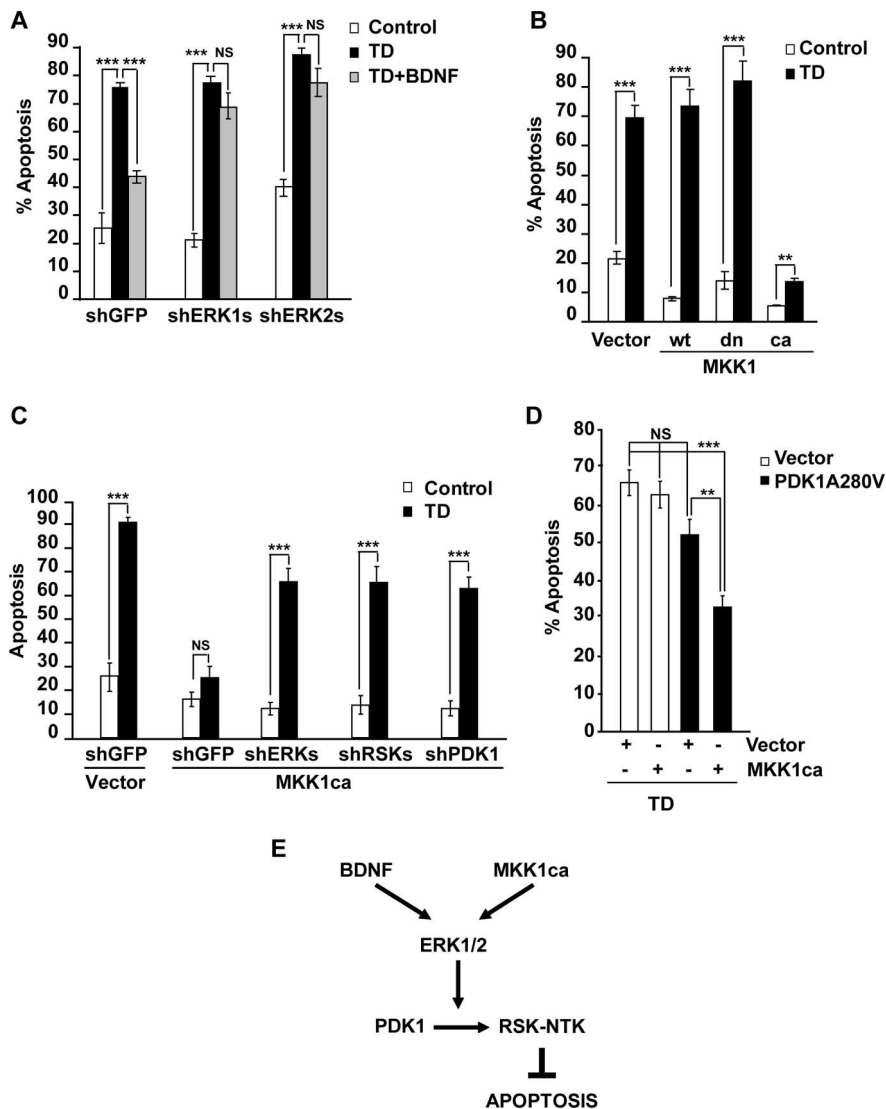 A
Control
TD
TD+BDNF
*** *** *** NS *** NS
% Apoptosis
90
80
70
60
50
40
30
20
10
0
shGFP shERK1s shERK2s
B
Control
TD
*** *** *** **
% Apoptosis
90
80
70
60
50
40
30
20
10
0
Vector wt dn ca
MKK1
C
Control
TD
*** NS *** *** ***
Apoptosis
100
90
80
70
60
50
40
30
20
10
0
shGFP shGFP shERKs shRSKs shPDK1
Vector MKK1ca
D
Vector
PDK1A280V
NS *** **
% Apoptosis
80
70
60
50
40
30
20
10
0
+ - + - Vector
- + - + MKK1ca
TD
E
BDNF MKK1ca
ERK1/2
PDK1 RSK-NTK
APOPTOSIS